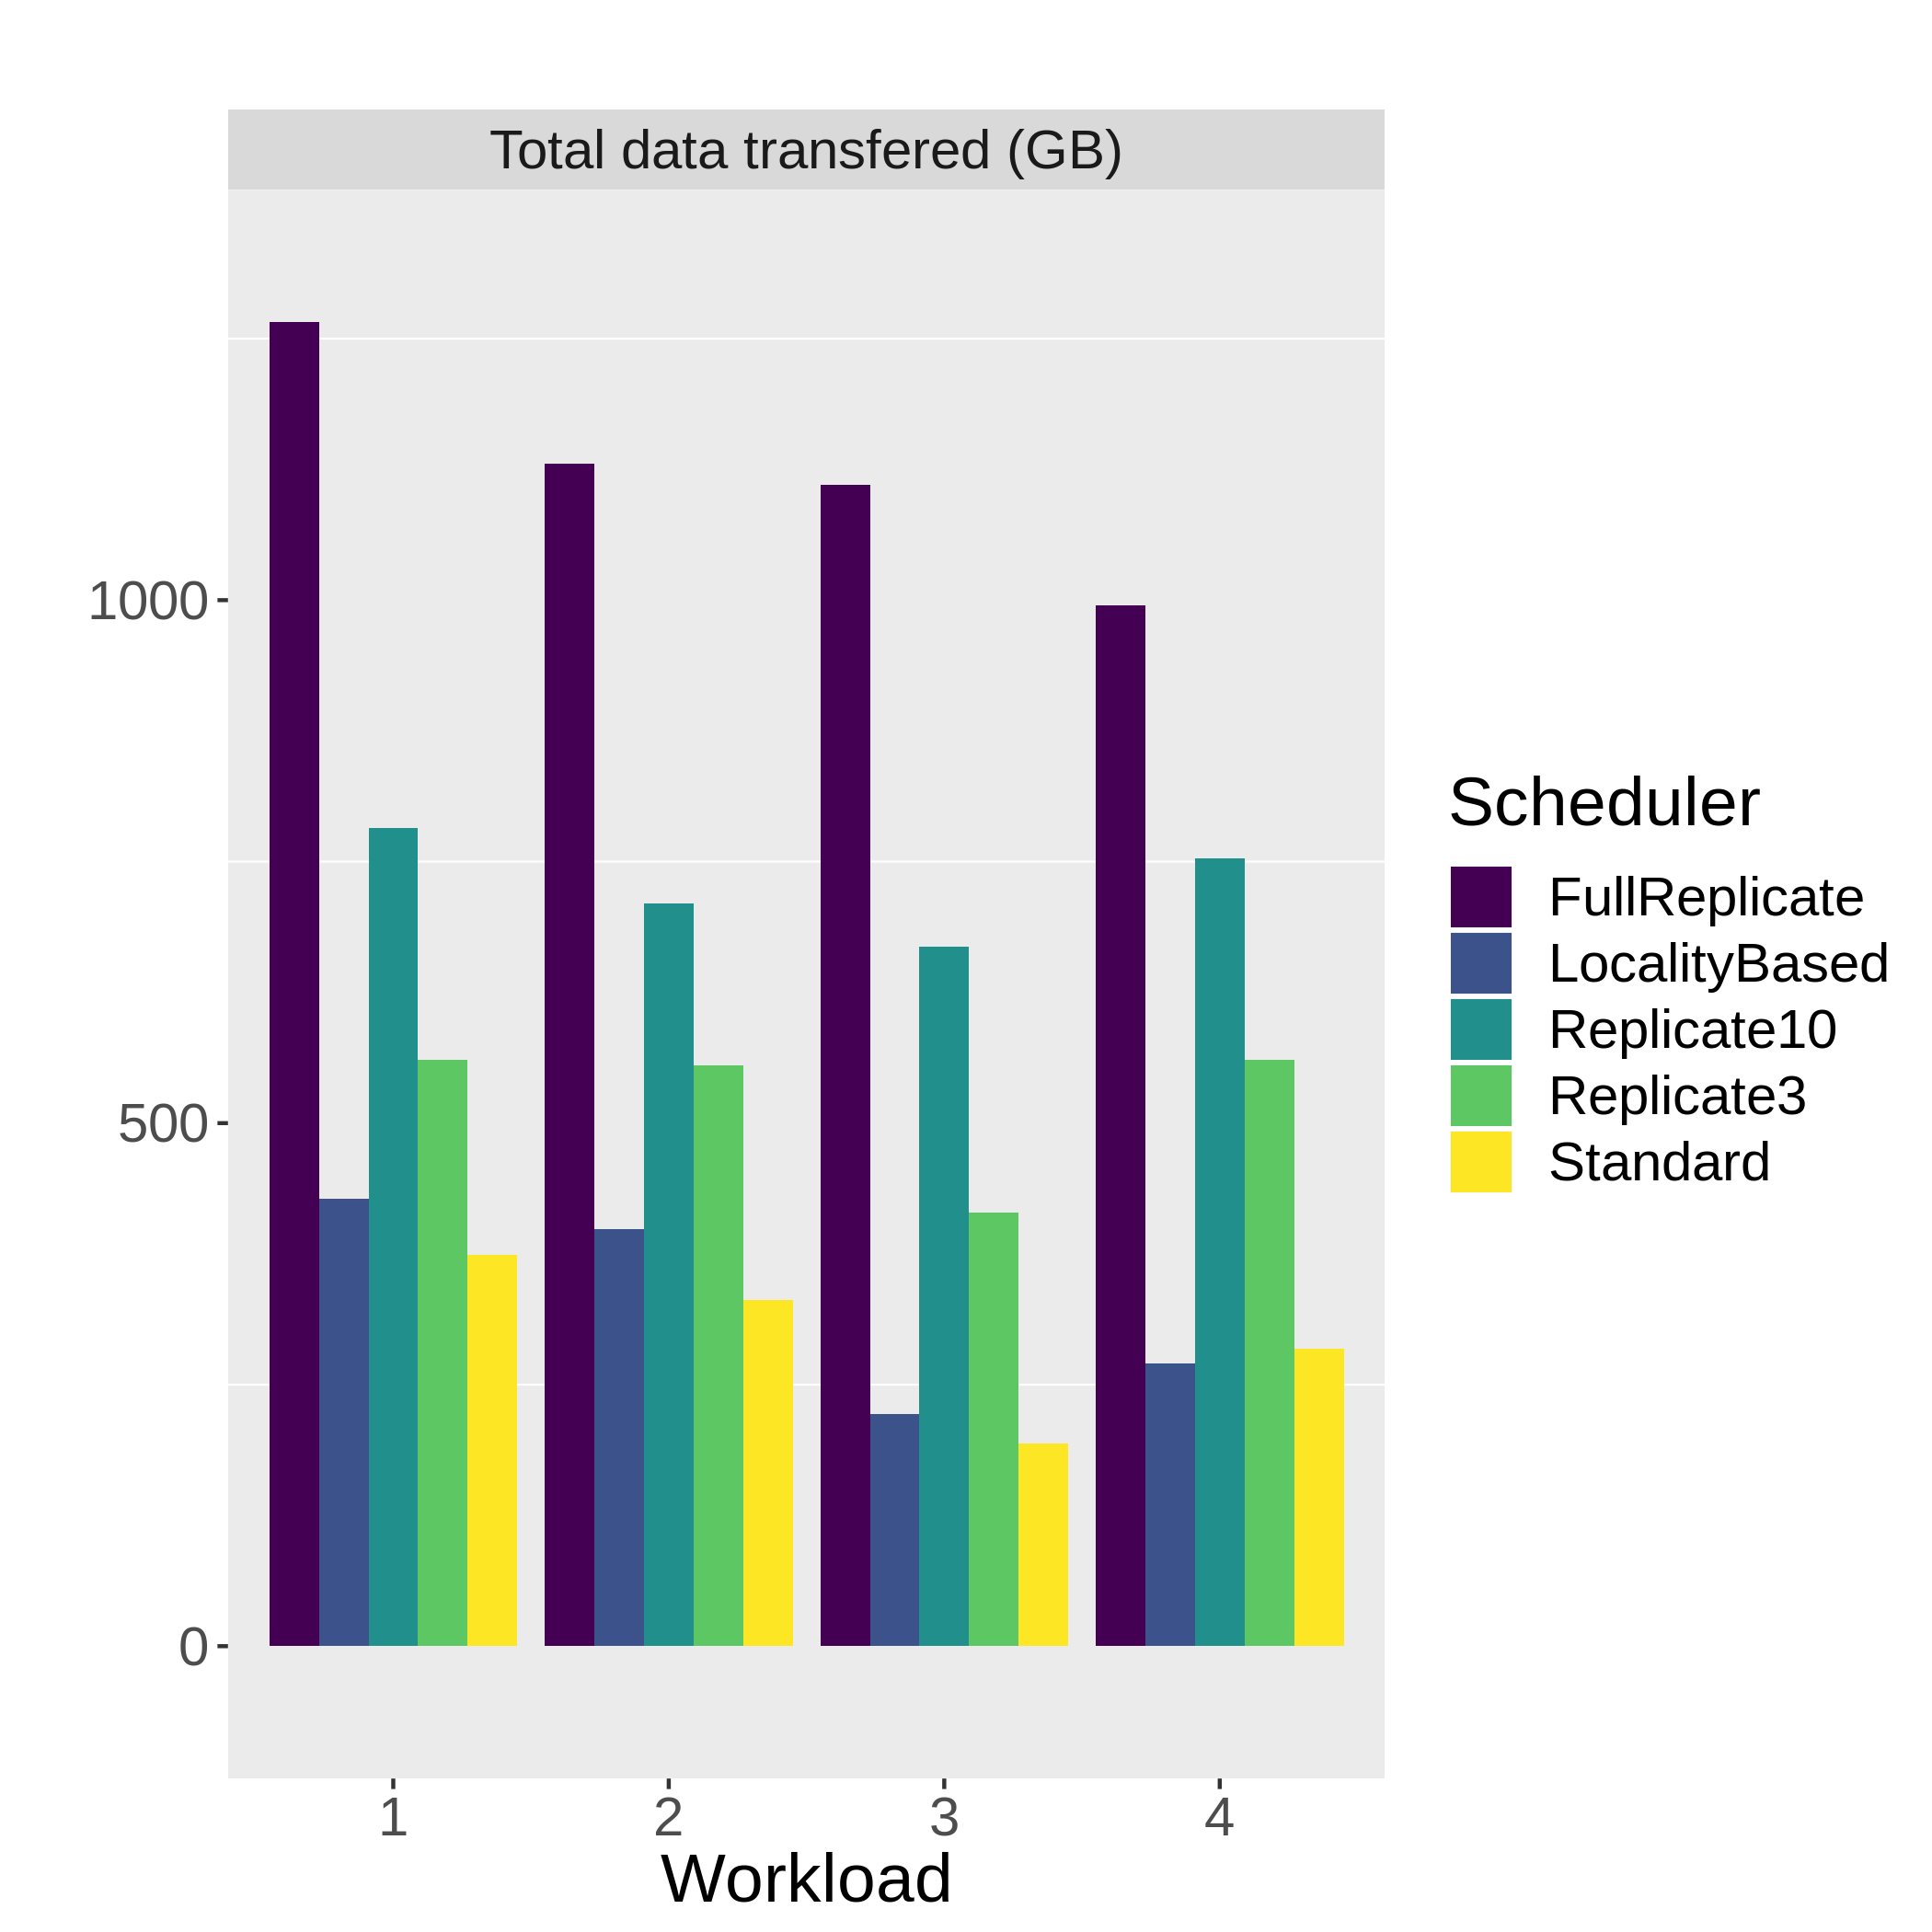 Total data transfered (GB)
1000
500
0
1 2 3 4
Workload
Scheduler
FullReplicate
LocalityBased
Replicate10
Replicate3
Standard